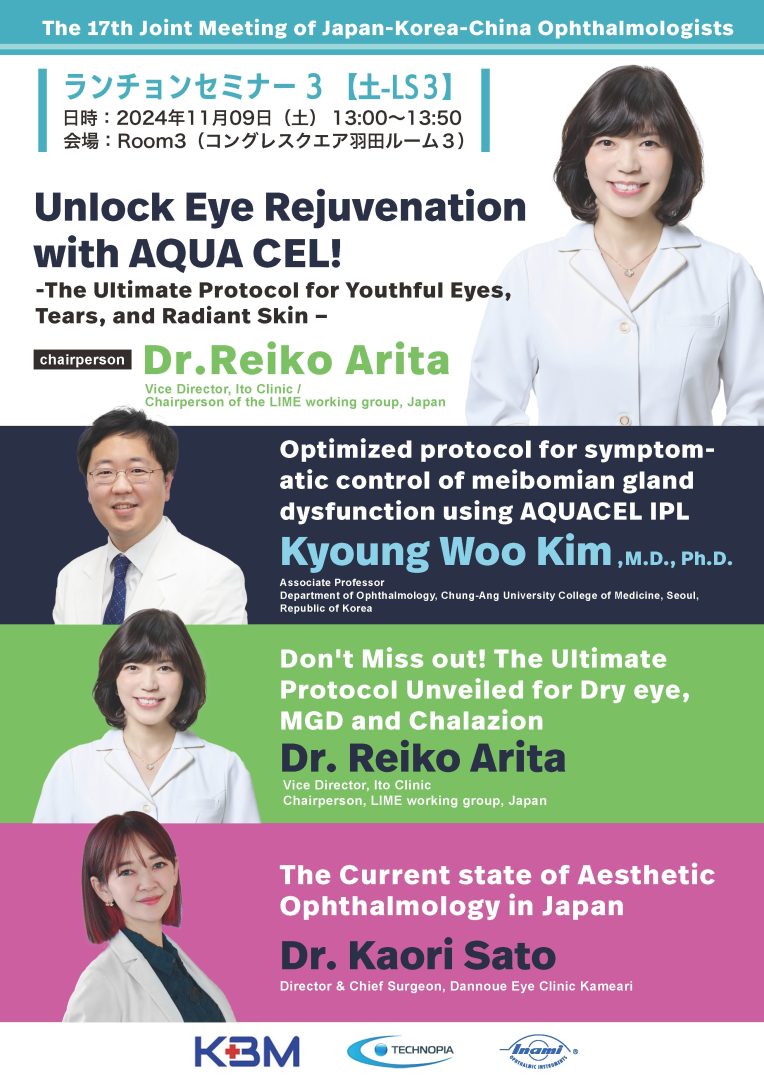 The 17th Joint Meeting of Japan-Korea-China Ophthalmologists
ランチョンセミナー 3 【土-LS３】
日時：2024年11月09日（土） 13:00〜13:50
会場：Room3（コングレスクエア羽田ルーム３）
Unlock Eye Rejuvenation
with AQUA CEL!
-The Ultimate Protocol for Youthful Eyes,
Tears, and Radiant Skin –
chairperson Dr.Reiko Arita
Vice Director, Ito Clinic /
Chairperson of the LIME working group, Japan
Optimized protocol for symptom-
atic control of meibomian gland
dysfunction using AQUACEL IPL
Kyoung Woo Kim ,M.D., Ph.D.
Associate Professor
Department of Ophthalmology, Chung-Ang University College of Medicine, Seoul,
Republic of Korea
Don't Miss out! The Ultimate
Protocol Unveiled for Dry eye,
MGD and Chalazion
Dr. Reiko Arita
Vice Director, Ito Clinic
Chairperson, LIME working group, Japan
The Current state of Aesthetic
Ophthalmology in Japan
Dr. Kaori Sato
Director & Chief Surgeon, Dannoue Eye Clinic Kameari
KBM
TECHNOPIA
Inami ®
OPHTHALMIC INSTRUMENTS